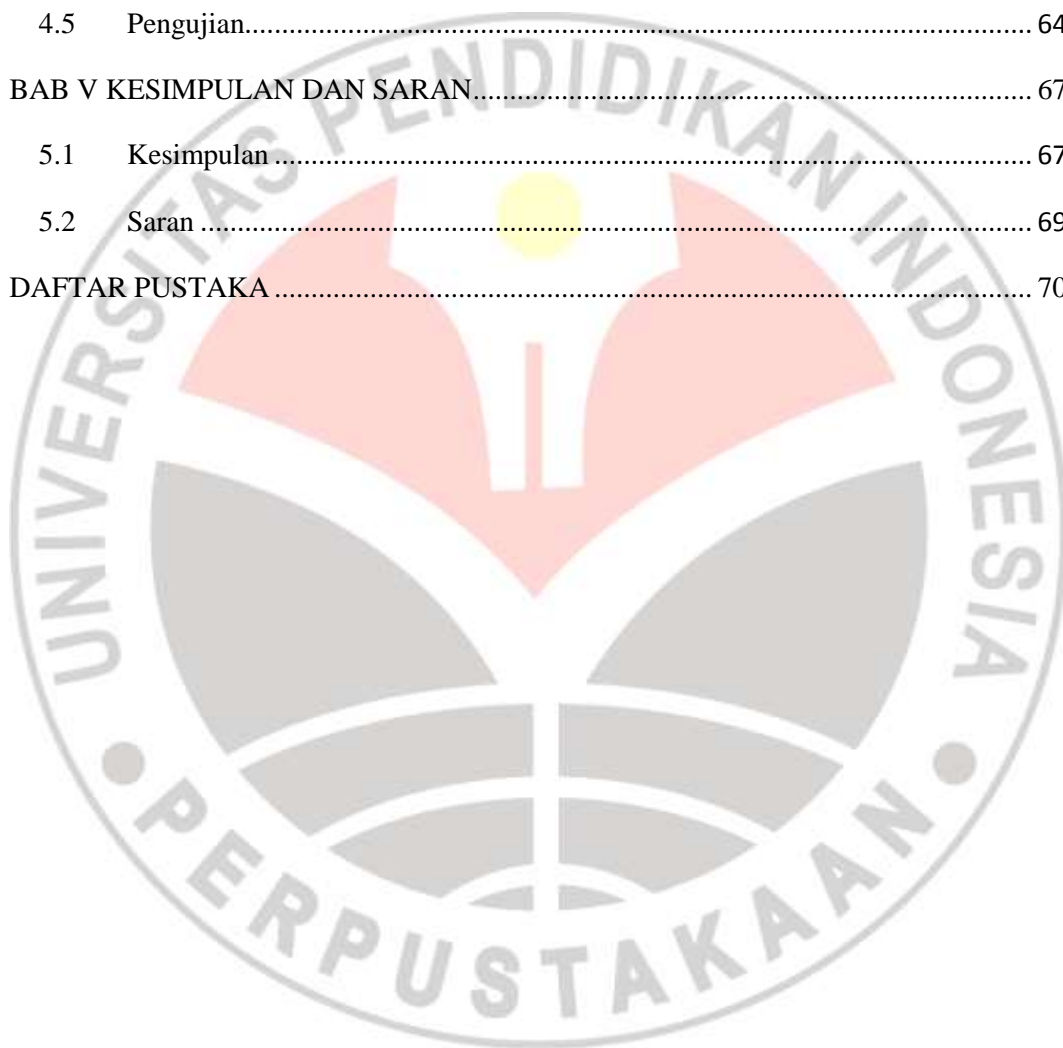 4.5 Pengujian.......................................................................................................... 64
BAB V KESIMPULAN DAN SARAN........................................................................ 67
5.1 Kesimpulan ...................................................................................................... 67
5.2 Saran ................................................................................................................ 69
DAFTAR PUSTAKA ................................................................................................. 70
UNIVERSITAS PENDIDIKAN INDONESIA
PERPUSTAKAAN